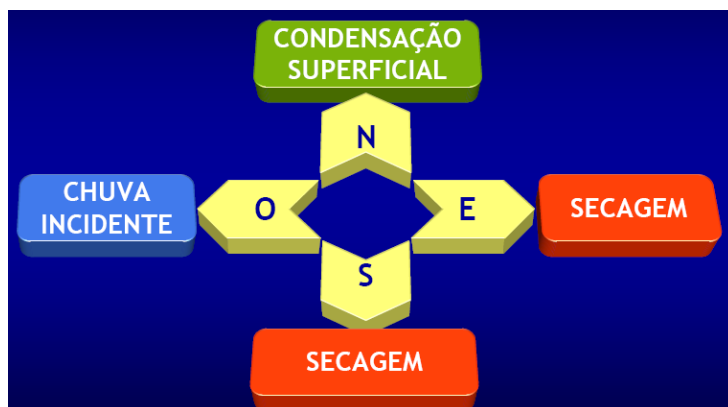 CONDENSAÇÃO
SUPERFICIAL
N
CHUVA
INCIDENTE
O
E
SECAGEM
S
SECAGEM